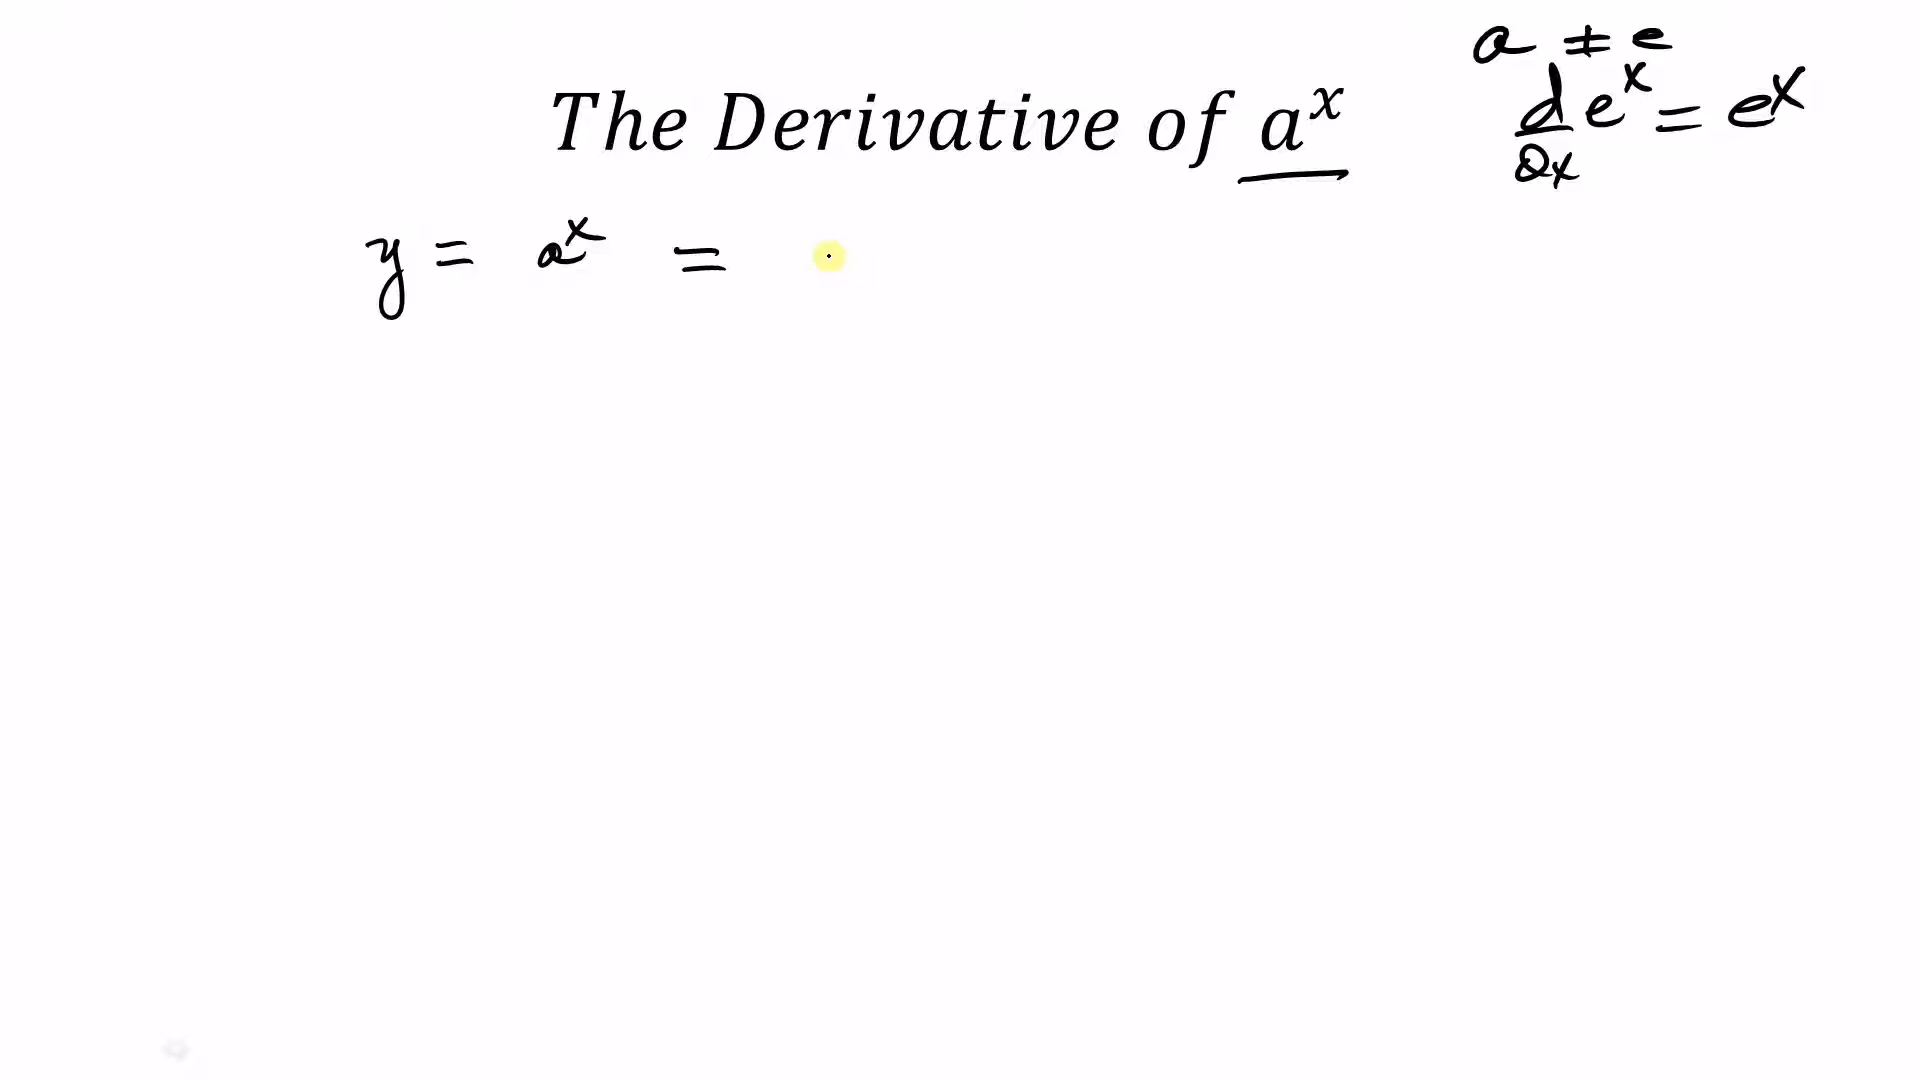 a ≠ e
The Derivative of aˣ
d/dx eˣ = eˣ
y = aˣ =